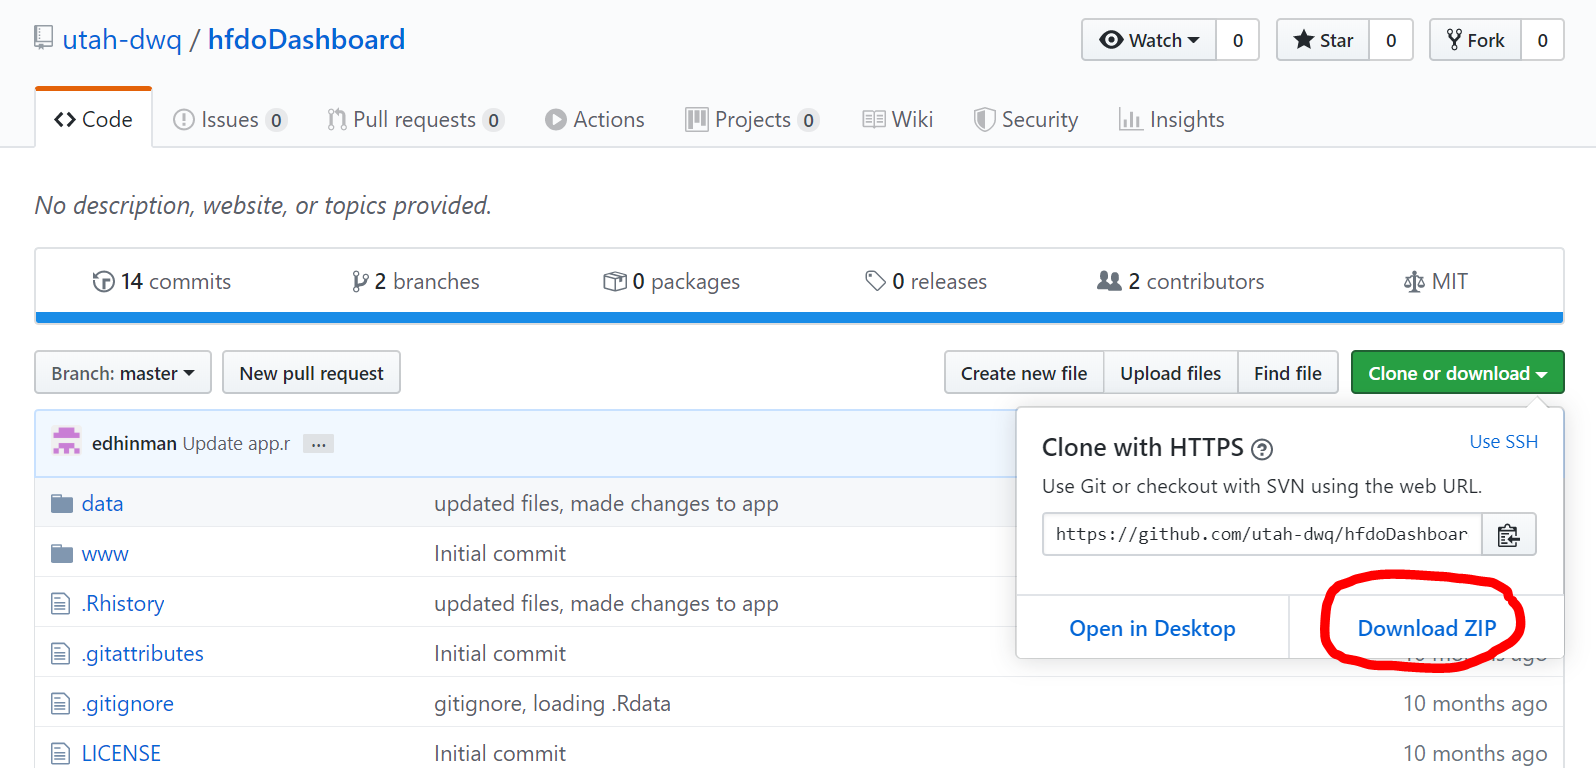 utah-dwq / hfdoDashboard
Watch 0 Star 0 Fork 0
Code Issues 0 Pull requests 0 Actions Projects 0 Wiki Security Insights
No description, website, or topics provided.
14 commits 2 branches 0 packages 0 releases 2 contributors MIT
Branch: master New pull request Create new file Upload files Find file Clone or download
edhinman Update app.r ...
Clone with HTTPS ? Use SSH
Use Git or checkout with SVN using the web URL.
https://github.com/utah-dwq/hfdoDashboar
Open in Desktop Download ZIP
data updated files, made changes to app
www Initial commit
.Rhistory updated files, made changes to app
.gitattributes Initial commit 10 months ago
.gitignore gitignore, loading .Rdata 10 months ago
LICENSE Initial commit 10 months ago